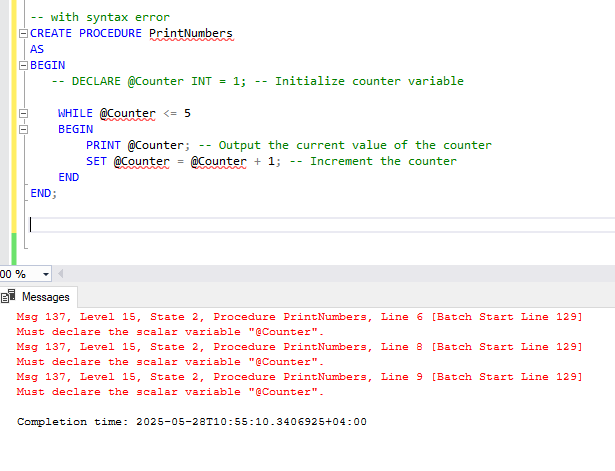 -- with syntax error
CREATE PROCEDURE PrintNumbers
AS
BEGIN
-- DECLARE @Counter INT = 1; -- Initialize counter variable
WHILE @Counter <= 5
BEGIN
PRINT @Counter; -- Output the current value of the counter
SET @Counter = @Counter + 1; -- Increment the counter
END
END;
00 %
Messages
Msg 137, Level 15, State 2, Procedure PrintNumbers, Line 6 [Batch Start Line 129]
Must declare the scalar variable "@Counter".
Msg 137, Level 15, State 2, Procedure PrintNumbers, Line 8 [Batch Start Line 129]
Must declare the scalar variable "@Counter".
Msg 137, Level 15, State 2, Procedure PrintNumbers, Line 9 [Batch Start Line 129]
Must declare the scalar variable "@Counter".
Completion time: 2025-05-28T10:55:10.3406925+04:00